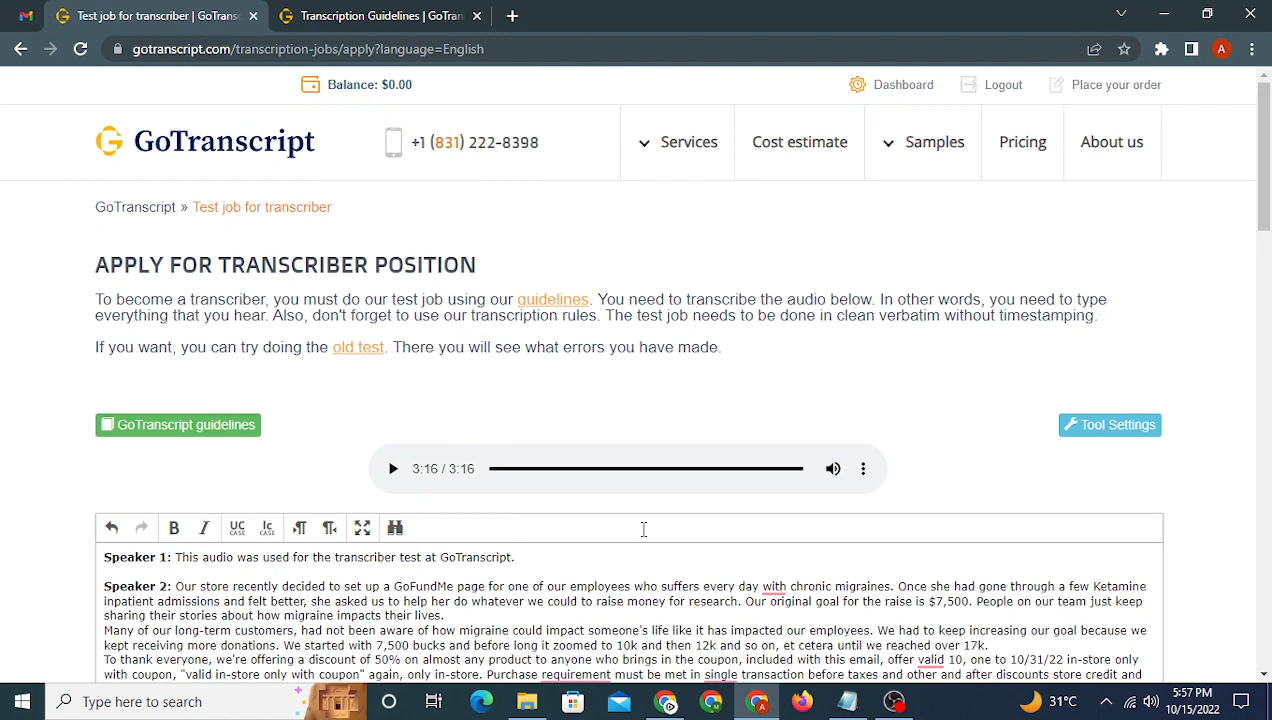 Test job for transcriber | GoTransc
Transcription Guidelines | GoTran
gotranscript.com/transcription-jobs/apply?language=English
A
Balance: $0.00
Dashboard
Logout
Place your order
GoTranscript
+1 (831) 222-8398
Services
Cost estimate
Samples
Pricing
About us
GoTranscript » Test job for transcriber
APPLY FOR TRANSCRIBER POSITION
To become a transcriber, you must do our test job using our guidelines. You need to transcribe the audio below. In other words, you need to type
everything that you hear. Also, don't forget to use our transcription rules. The test job needs to be done in clean verbatim without timestamping.
If you want, you can try doing the old test. There you will see what errors you have made.
GoTranscript guidelines
Tool Settings
3:16 / 3:16
B I UC CASE lc CASE
Speaker 1: This audio was used for the transcriber test at GoTranscript.
Speaker 2: Our store recently decided to set up a GoFundMe page for one of our employees who suffers every day with chronic migraines. Once she had gone through a few Ketamine
inpatient admissions and felt better, she asked us to help her do whatever we could to raise money for research. Our original goal for the raise is $7,500. People on our team just keep
sharing their stories about how migraine impacts their lives.
Many of our long-term customers, had not been aware of how migraine could impact someone's life like it has impacted our employees. We had to keep increasing our goal because we
kept receiving more donations. We started with 7,500 bucks and before long it zoomed to 10k and then 12k and so on, et cetera until we reached over 17k.
To thank everyone, we're offering a discount of 50% on almost any product to anyone who brings in the coupon, included with this email, offer valid 10, one to 10/31/22 in-store only
with coupon, "valid in-store only with coupon" again, only in-store. Purchase requirement must be met in single transaction before taxes and other and after discounts store credit and
Type here to search
31°C
5:57 PM
10/15/2022